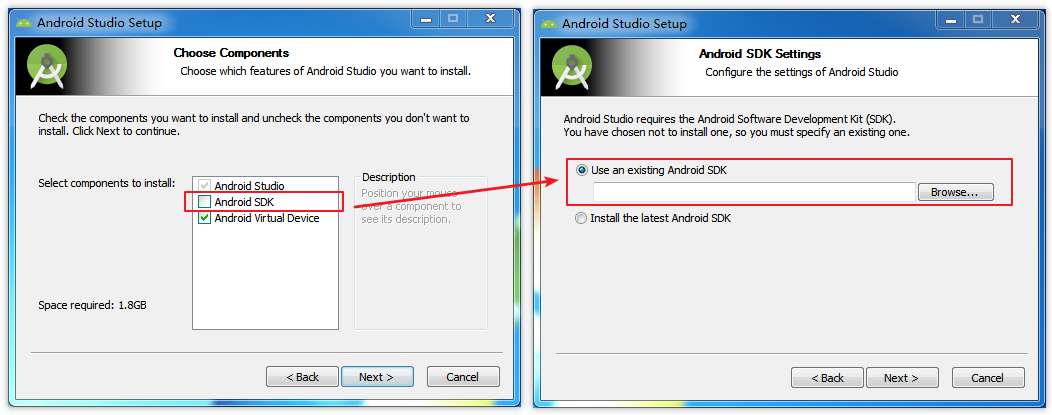 Android Studio Setup
Choose Components
Choose which features of Android Studio you want to install.
Check the components you want to install and uncheck the components you don't want to
install. Click Next to continue.
Select components to install:
Android Studio
Android SDK
Android Virtual Device
Description
Position your mouse
over a component to
see its description.
Space required: 1.8GB
< Back
Next >
Cancel
Android Studio Setup
Android SDK Settings
Configure the settings of Android Studio
Android Studio requires the Android Software Development Kit (SDK).
You have chosen not to install one, so you must specify an existing one.
Use an existing Android SDK
Browse...
Install the latest Android SDK
< Back
Next >
Cancel